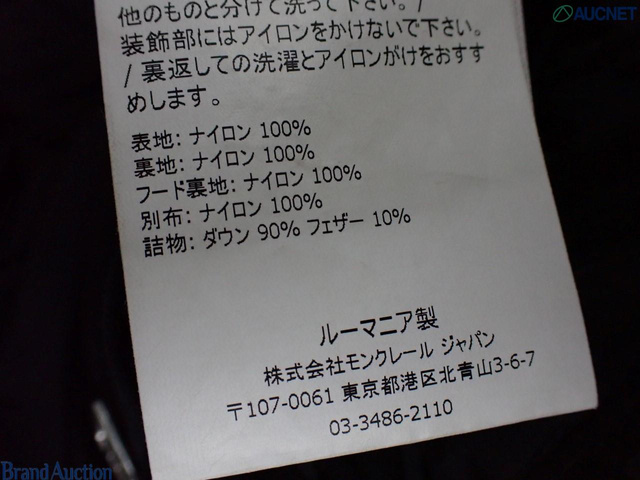 他のものと分けて洗って下さい。/
装飾部にはアイロンをかけないで下さい。
/ 裏返しての洗濯とアイロンがけをおすす
めします。
表地: ナイロン 100%
裏地: ナイロン 100%
フード裏地: ナイロン 100%
別布: ナイロン 100%
詰物: ダウン 90% フェザー 10%
ルーマニア製
株式会社モンクレール ジャパン
〒107-0061 東京都港区北青山3-6-7
03-3486-2110
AUCNET
Brand Auction